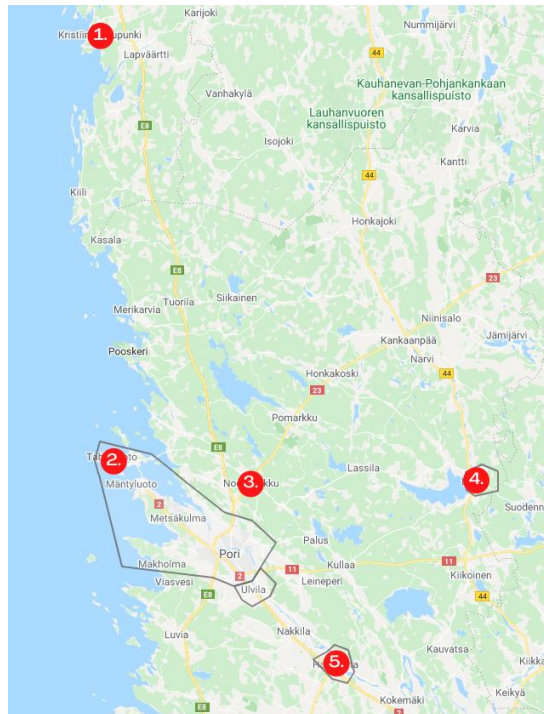 Karijoki
Nummijärvi
1.
44
Lapväärtti
Kauhanevan-Pohjankankaan
kansallispuisto
Vanhakylä
Lauhanvuoren
kansallispuisto
E8
Karvia
Isojoki
Kantti
44
Kiili
Honkajoki
Kasala
E8
23
Siikainen
Tuorila
Merikarvia
Niinisalo
Jämijärvi
Kankaanpää
Pooskeri
Narvi
Honkakoski
44
23
Pomarkku
E8
2.
Lassila
3.
4.
Mäntyluoto
2
Metsäkulma
Palus
Pori
Makholma
Kullaa
11
2
11
Viasvesi
Leineperi
Kiikoinen
Ulvila
44
E8
Nakkila
Luvia
Kauvatsa
5.
Kokemäki
Keikyä
E8
2